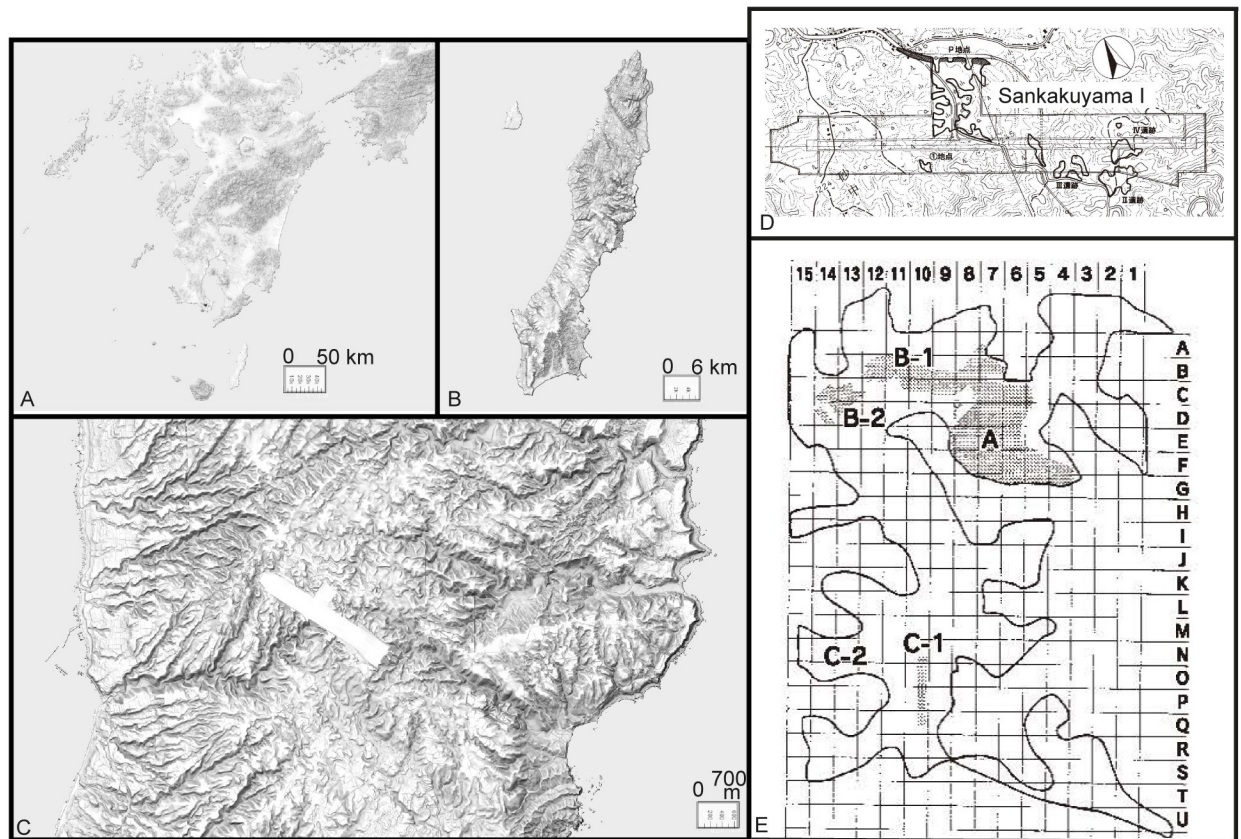 A
0 50 km
B
0 6 km
C
0 700 m
D
P地点
Sankakuyama I
①地点
Ⅳ遺跡
Ⅲ遺跡
Ⅱ遺跡
E
15 14 13 12 11 10 9 8 7 6 5 4 3 2 1
A
B
C
D
E
F
G
H
I
J
K
L
M
N
O
P
Q
R
S
T
U
B-1
B-2
A
C-1
C-2